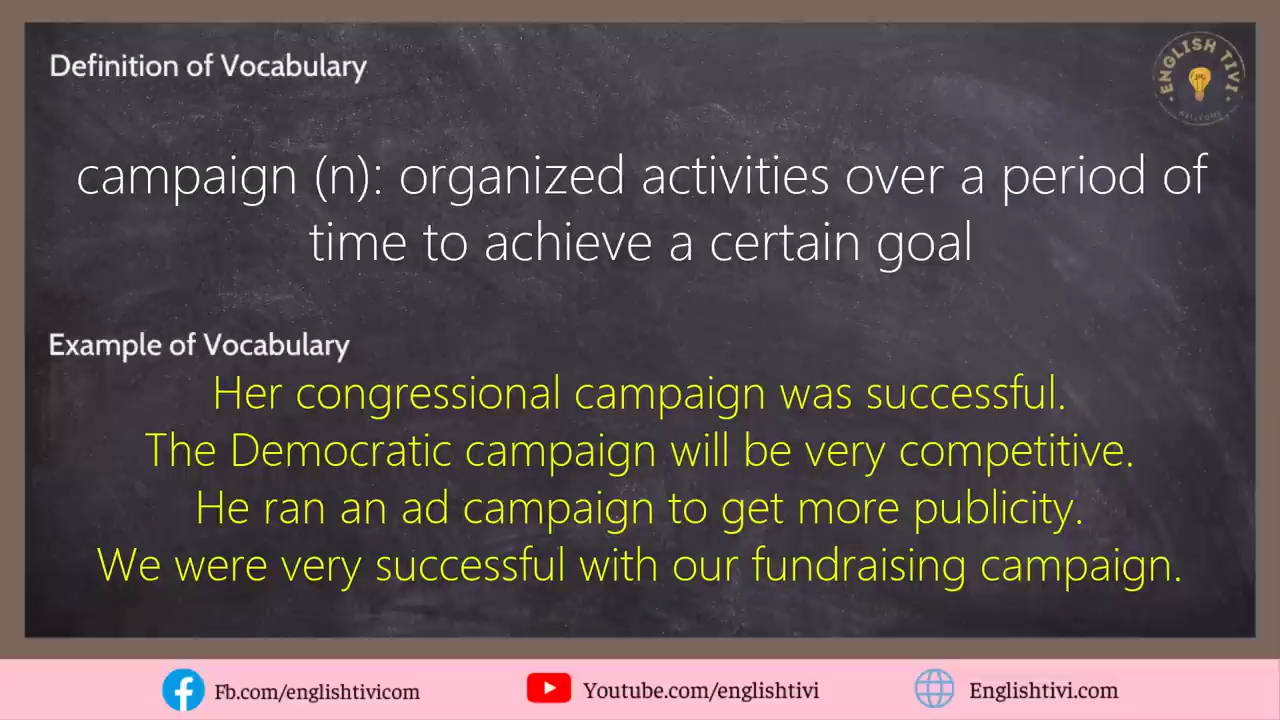 Definition of Vocabulary
ENGLISH TIVI
campaign (n): organized activities over a period of
time to achieve a certain goal
Example of Vocabulary
Her congressional campaign was successful.
The Democratic campaign will be very competitive.
He ran an ad campaign to get more publicity.
We were very successful with our fundraising campaign.
Fb.com/englishtivicom
Youtube.com/englishtivi
Englishtivi.com